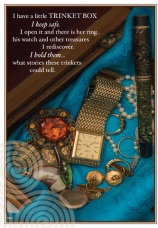 I have a little TRINKET BOX
I keep safe.
I open it and there is her ring..
his watch and other treasures
I rediscover.
I hold them...
what stories these trinkets
could tell.